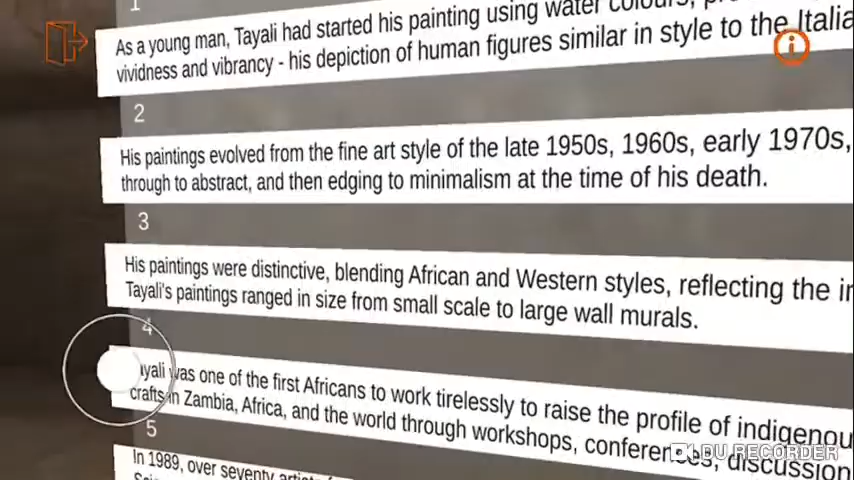 1
As a young man, Tayali had started his painting using water colours,
vividness and vibrancy - his depiction of human figures similar in style to the Italia
2
His paintings evolved from the fine art style of the late 1950s, 1960s, early 1970s,
through to abstract, and then edging to minimalism at the time of his death.
3
His paintings were distinctive, blending African and Western styles, reflecting the
Tayali's paintings ranged in size from small scale to large wall murals.
4
ayali was one of the first Africans to work tirelessly to raise the profile of indigenou
crafts in Zambia, Africa, and the world through workshops, conferences, discussion
5
In 1989, over seventy
DU RECORDER